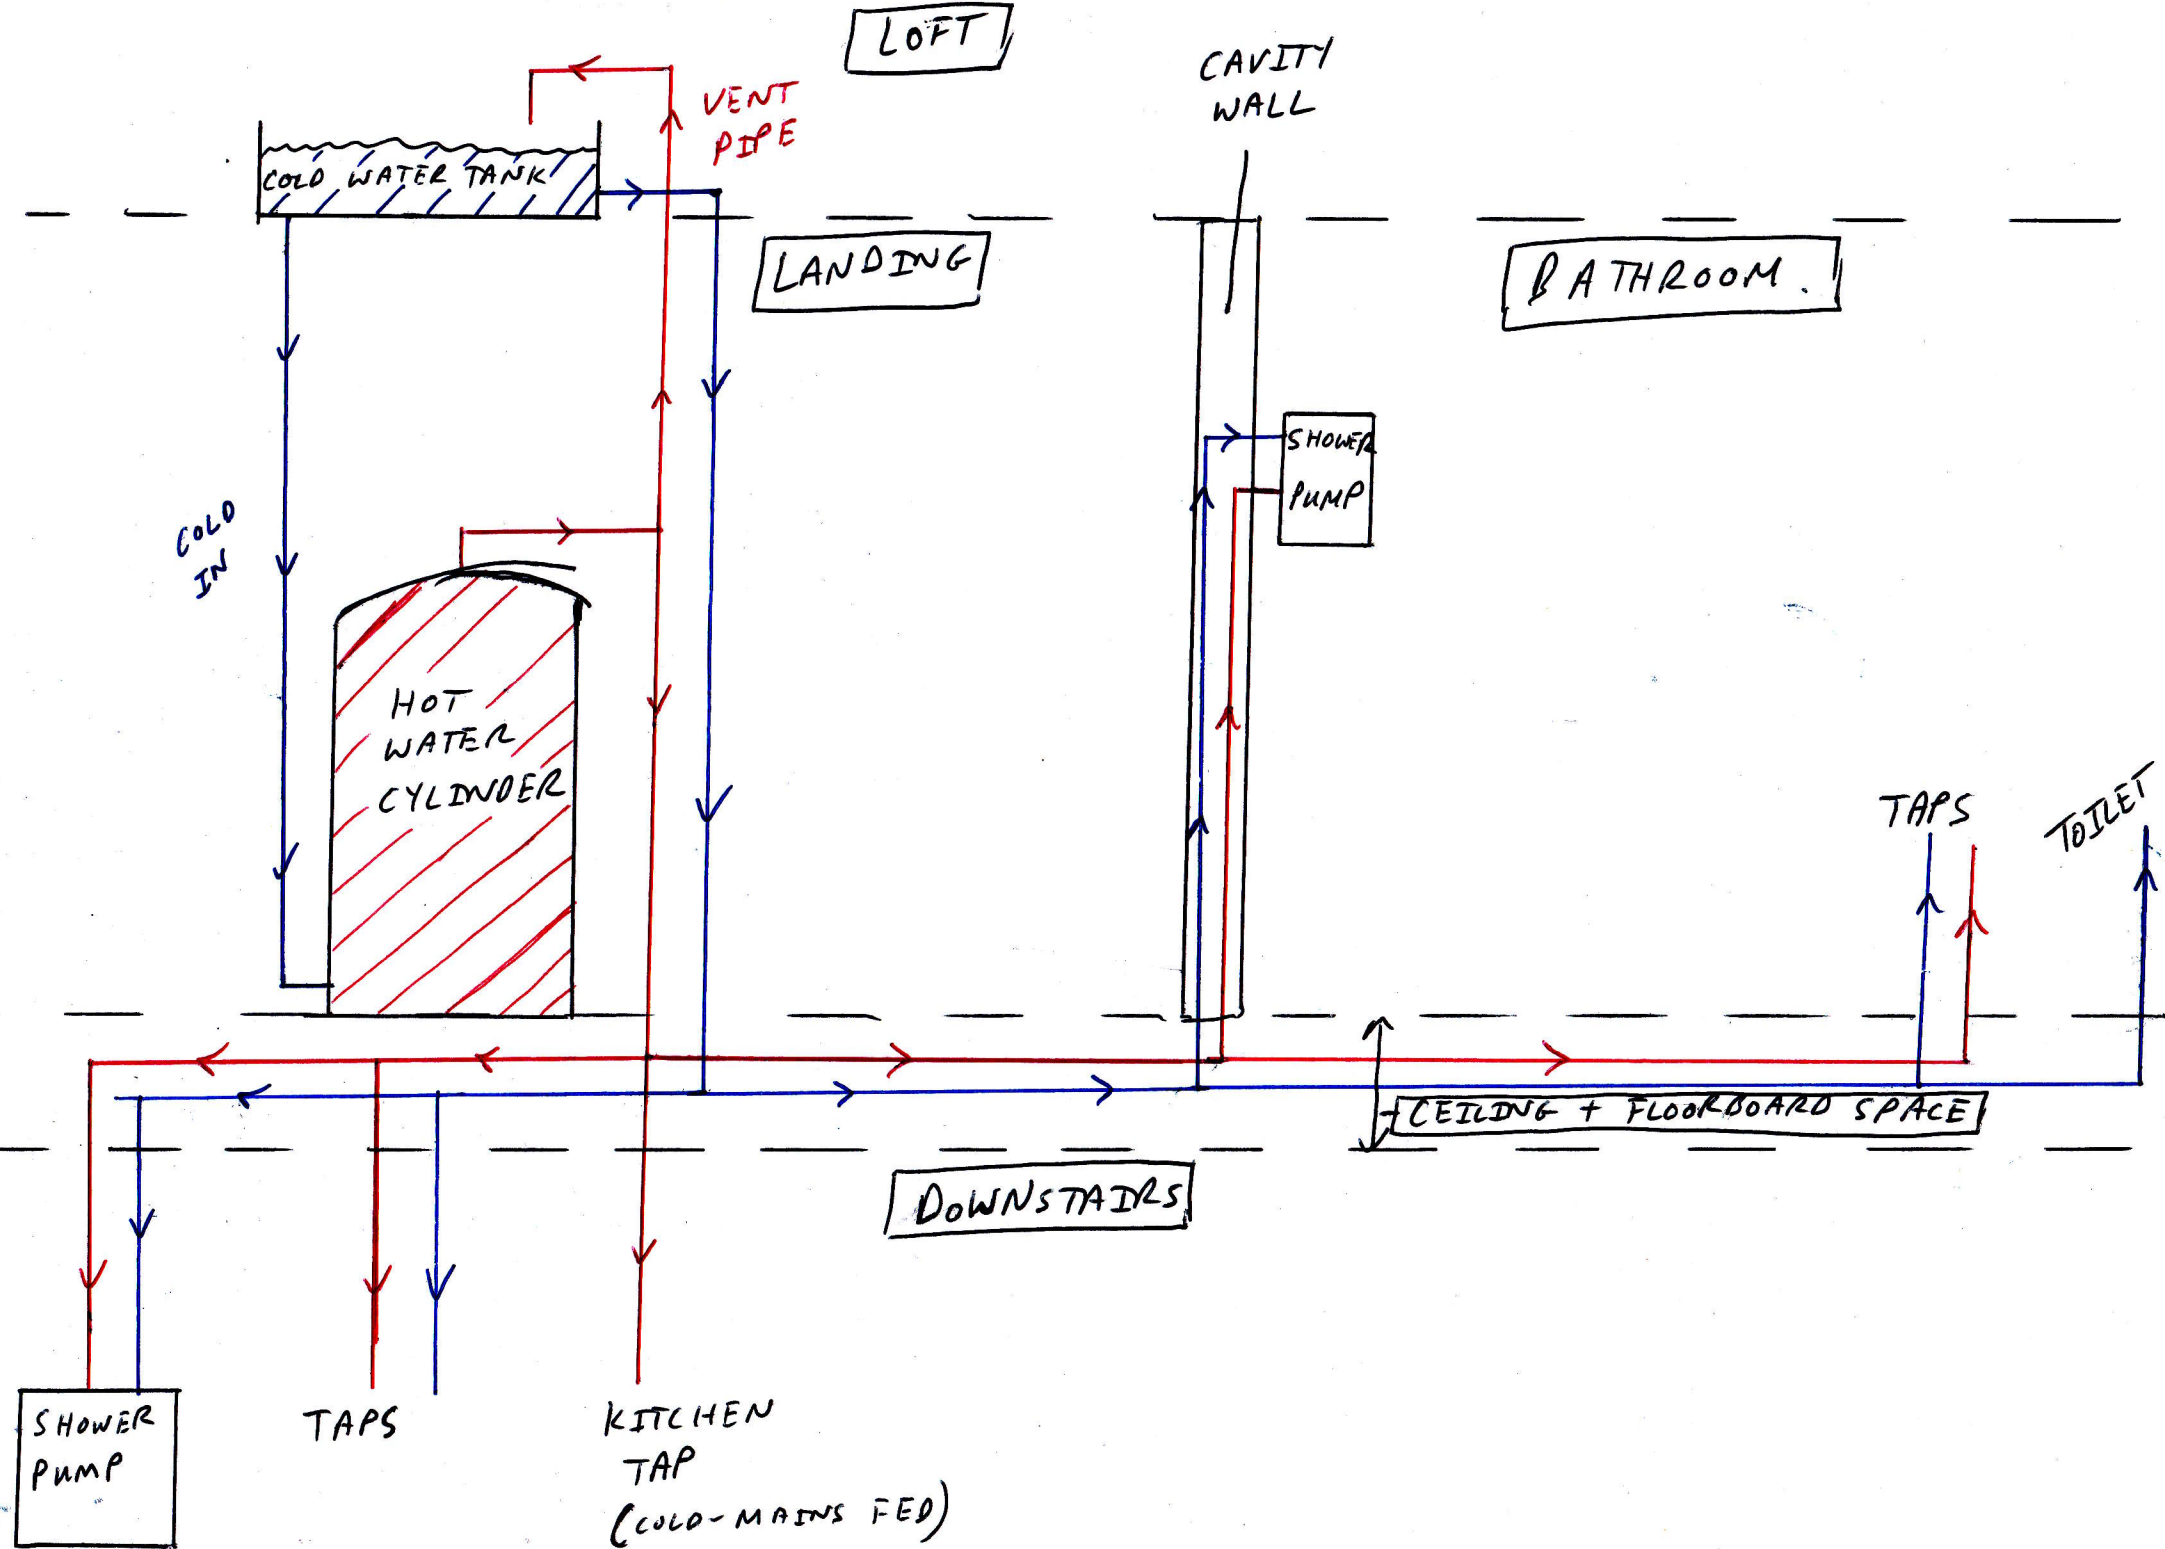 LOFT
CAVITY
WALL
VENT
PIPE
COLD WATER TANK
LANDING
BATHROOM.
SHOWER
PUMP
COLD
IN
HOT
WATER
CYLINDER
TAPS
TOILET
CEILING + FLOORBOARD SPACE
DOWNSTAIRS
SHOWER
PUMP
TAPS
KITCHEN
TAP
(COLD-MAINS FED)